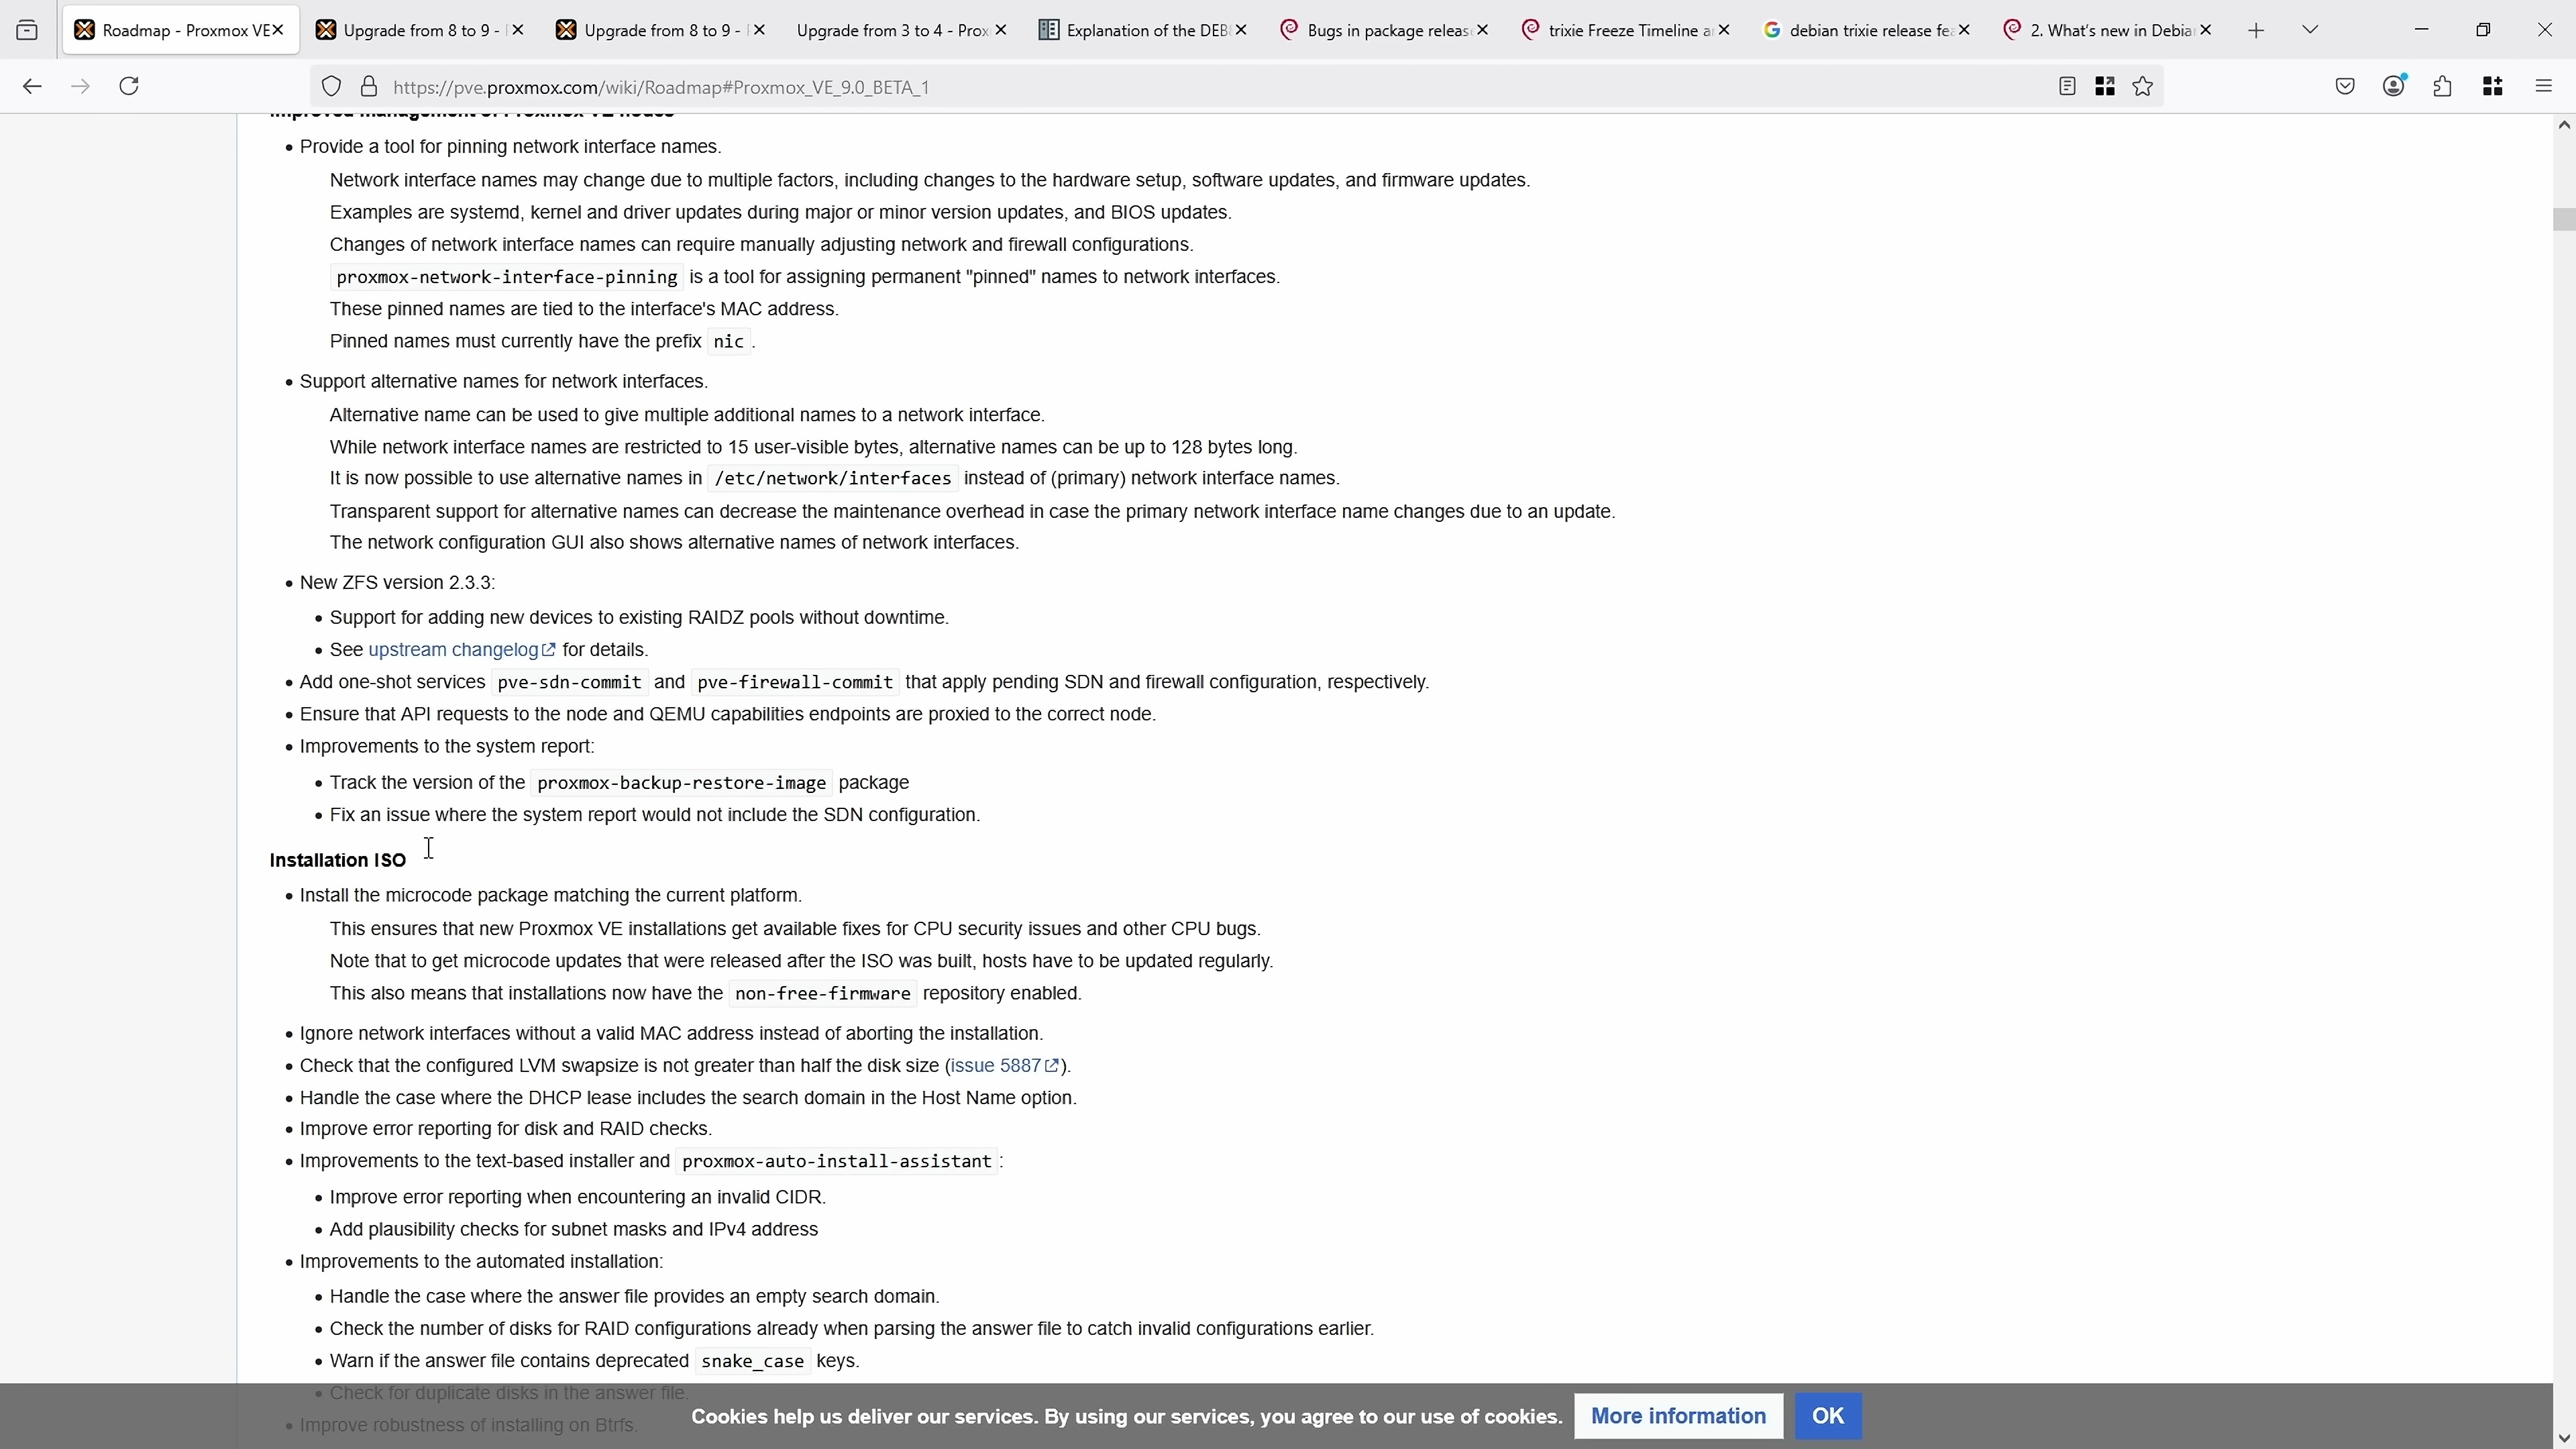 Roadmap - Proxmox VE
Upgrade from 8 to 9 -
Upgrade from 8 to 9 -
Upgrade from 3 to 4 - Prox
Explanation of the DEB
Bugs in package releas
trixie Freeze Timeline a
debian trixie release fea
2. What's new in Debia
https://pve.proxmox.com/wiki/Roadmap#Proxmox_VE_9.0_BETA_1
Improved management of Proxmox VE nodes
• Provide a tool for pinning network interface names.
Network interface names may change due to multiple factors, including changes to the hardware setup, software updates, and firmware updates.
Examples are systemd, kernel and driver updates during major or minor version updates, and BIOS updates.
Changes of network interface names can require manually adjusting network and firewall configurations.
proxmox-network-interface-pinning is a tool for assigning permanent "pinned" names to network interfaces.
These pinned names are tied to the interface's MAC address.
Pinned names must currently have the prefix nic .
• Support alternative names for network interfaces.
Alternative name can be used to give multiple additional names to a network interface.
While network interface names are restricted to 15 user-visible bytes, alternative names can be up to 128 bytes long.
It is now possible to use alternative names in /etc/network/interfaces instead of (primary) network interface names.
Transparent support for alternative names can decrease the maintenance overhead in case the primary network interface name changes due to an update.
The network configuration GUI also shows alternative names of network interfaces.
• New ZFS version 2.3.3:
• Support for adding new devices to existing RAIDZ pools without downtime.
• See upstream changelog for details.
• Add one-shot services pve-sdn-commit and pve-firewall-commit that apply pending SDN and firewall configuration, respectively.
• Ensure that API requests to the node and QEMU capabilities endpoints are proxied to the correct node.
• Improvements to the system report:
• Track the version of the proxmox-backup-restore-image package
• Fix an issue where the system report would not include the SDN configuration.
Installation ISO
• Install the microcode package matching the current platform.
This ensures that new Proxmox VE installations get available fixes for CPU security issues and other CPU bugs.
Note that to get microcode updates that were released after the ISO was built, hosts have to be updated regularly.
This also means that installations now have the non-free-firmware repository enabled.
• Ignore network interfaces without a valid MAC address instead of aborting the installation.
• Check that the configured LVM swapsize is not greater than half the disk size (issue 5887).
• Handle the case where the DHCP lease includes the search domain in the Host Name option.
• Improve error reporting for disk and RAID checks.
• Improvements to the text-based installer and proxmox-auto-install-assistant :
• Improve error reporting when encountering an invalid CIDR.
• Add plausibility checks for subnet masks and IPv4 address
• Improvements to the automated installation:
• Handle the case where the answer file provides an empty search domain.
• Check the number of disks for RAID configurations already when parsing the answer file to catch invalid configurations earlier.
• Warn if the answer file contains deprecated snake_case keys.
• Check for duplicate disks in the answer file.
• Improve robustness of installing on Btrfs.
Cookies help us deliver our services. By using our services, you agree to our use of cookies. More information OK